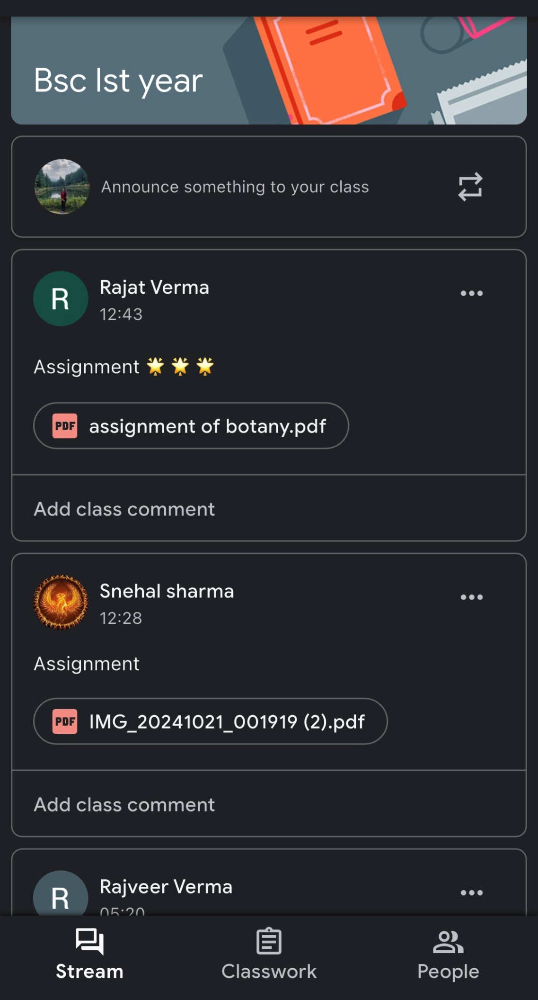 Bsc Ist year
Announce something to your class
R
Rajat Verma
12:43
Assignment 🌟 🌟 🌟
PDF assignment of botany.pdf
Add class comment
Snehal sharma
12:28
Assignment
PDF IMG_20241021_001919 (2).pdf
Add class comment
R
Rajveer Verma
05:20
Stream Classwork People